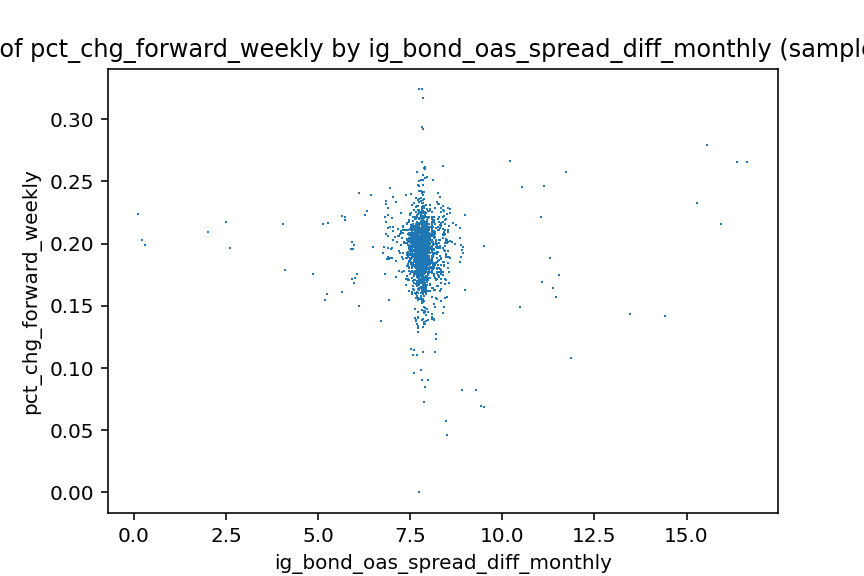 of pct_chg_forward_weekly by ig_bond_oas_spread_diff_monthly (sample
0.30
0.25
0.20
0.15
0.10
0.05
0.00
pct_chg_forward_weekly
0.0 2.5 5.0 7.5 10.0 12.5 15.0
ig_bond_oas_spread_diff_monthly